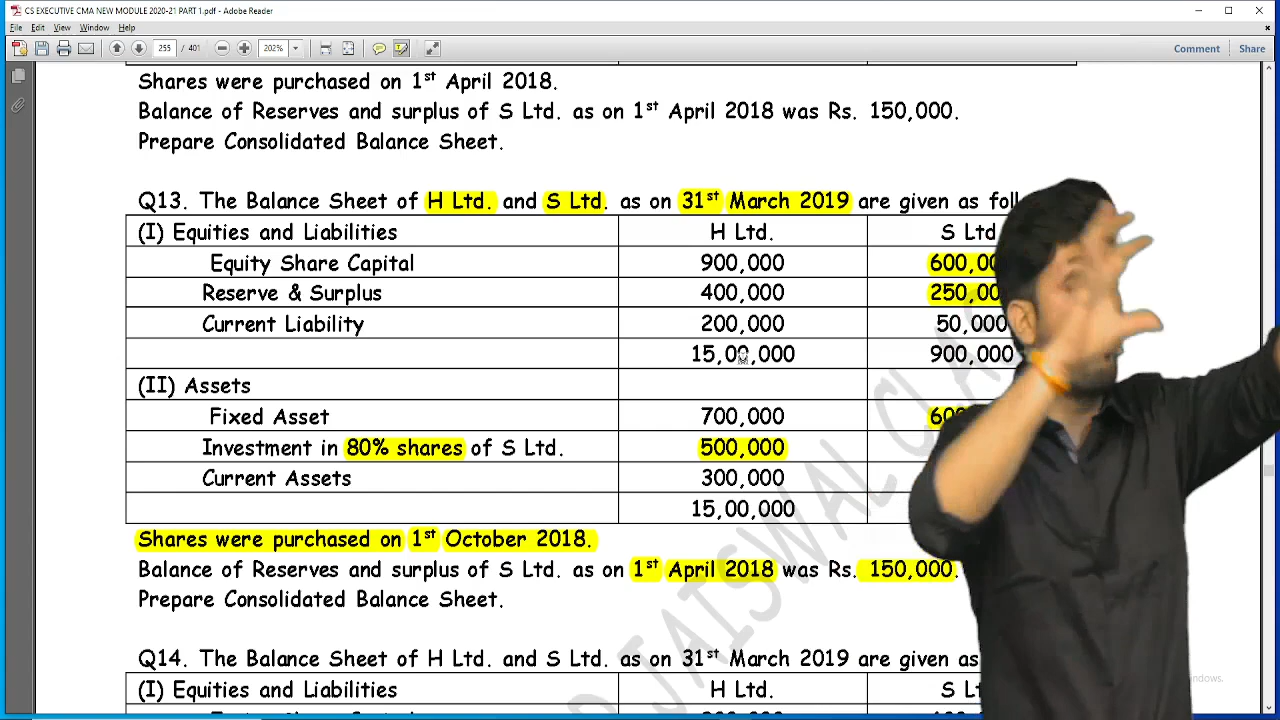 CS EXECUTIVE CMA NEW MODULE 2020-21 PART 1.pdf - Adobe Reader
File Edit View Window Help
255 / 401 202% Comment Share
Shares were purchased on 1st April 2018.
Balance of Reserves and surplus of S Ltd. as on 1st April 2018 was Rs. 150,000.
Prepare Consolidated Balance Sheet.
Q13. The Balance Sheet of H Ltd. and S Ltd. as on 31st March 2019 are given as
(I) Equities and Liabilities H Ltd. S Ltd
Equity Share Capital 900,000
Reserve & Surplus 400,000
Current Liability 200,000 50,000
15,00,000 900,000
(II) Assets
Fixed Asset 700,000
Investment in 80% shares of S Ltd. 500,000
Current Assets 300,000
15,00,000
Shares were purchased on 1st October 2018.
Balance of Reserves and surplus of S Ltd. as on 1st April 2018 was Rs. 150,000.
Prepare Consolidated Balance Sheet.
Q14. The Balance Sheet of H Ltd. and S Ltd. as on 31st March 2019 are given as
(I) Equities and Liabilities H Ltd. S Lt
JAISWAL CLA